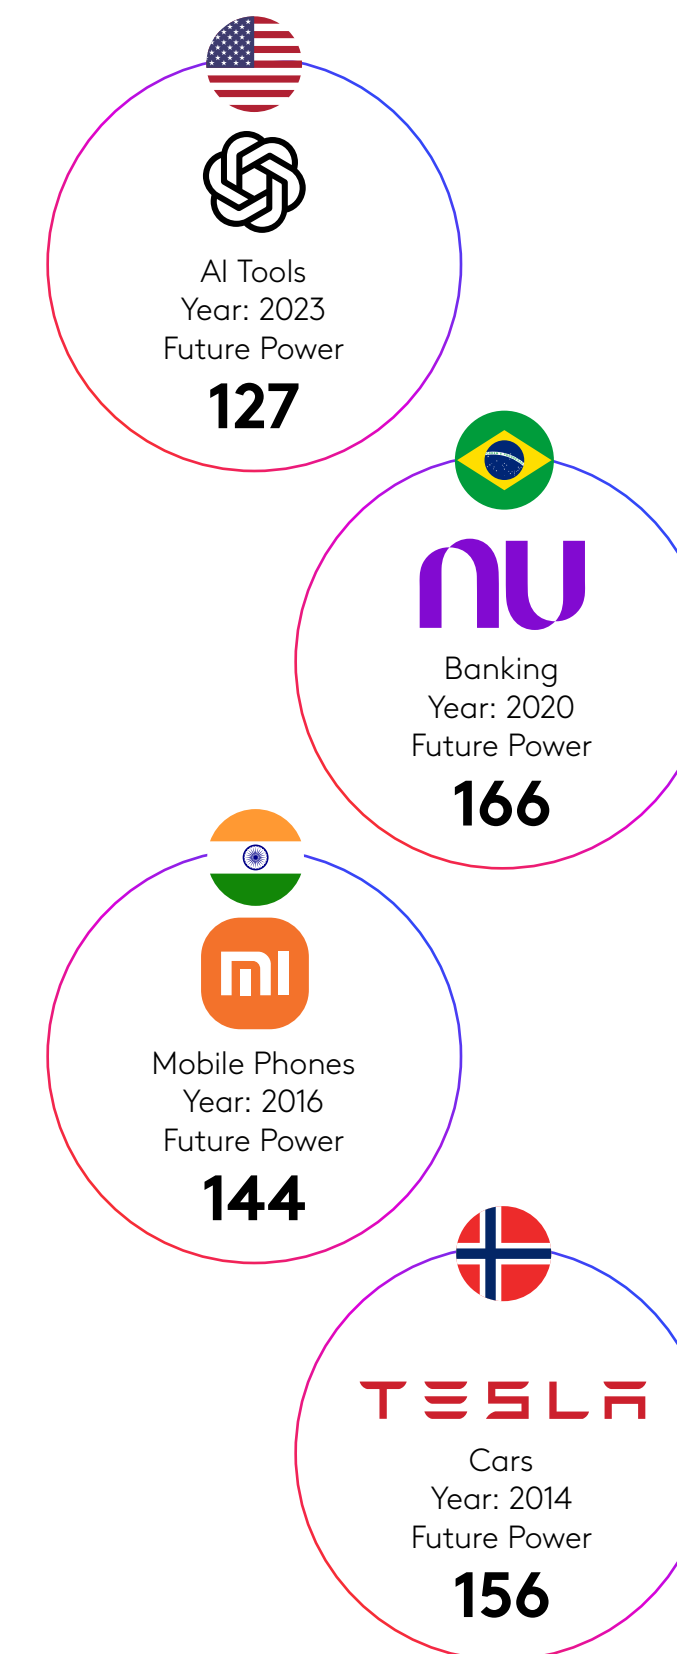 AI Tools
Year: 2023
Future Power
127
nu
Banking
Year: 2020
Future Power
166
mi
Mobile Phones
Year: 2016
Future Power
144
TESLA
Cars
Year: 2014
Future Power
156